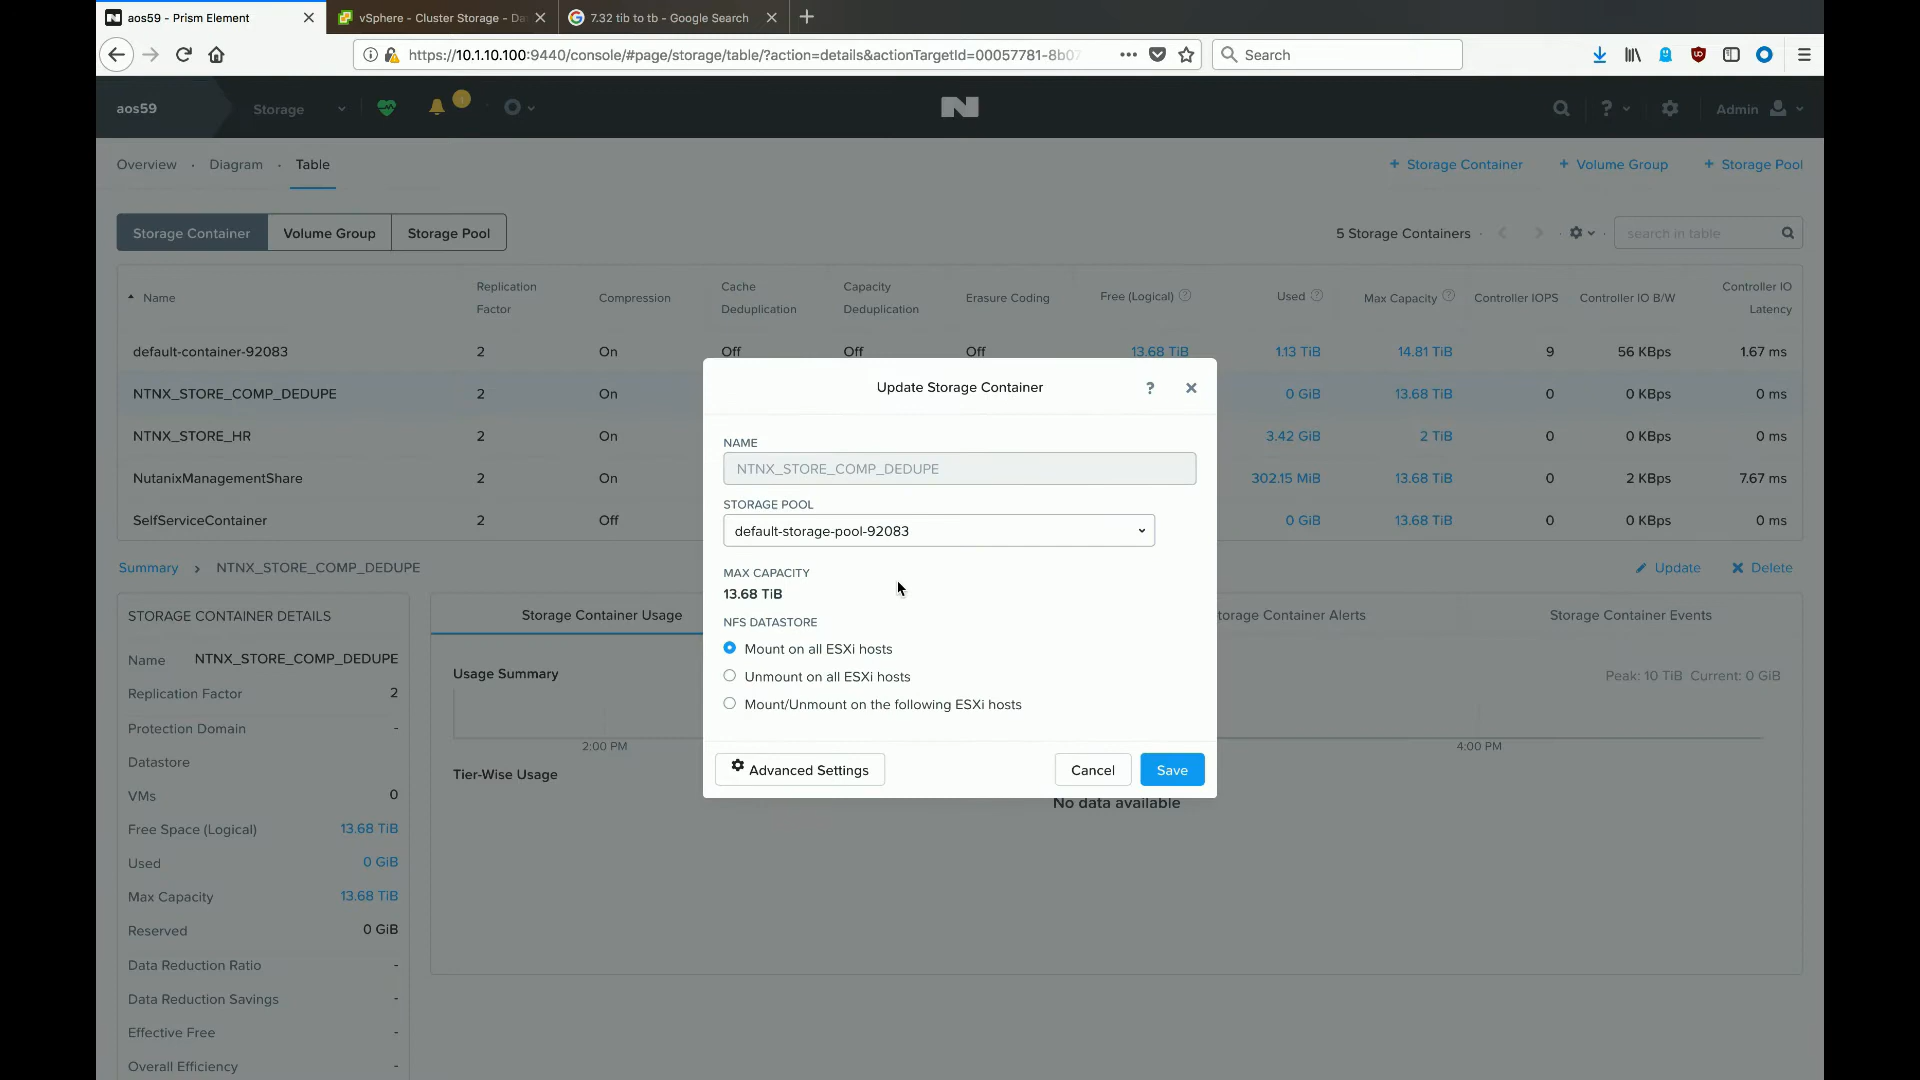 aos59 - Prism Element
vSphere - Cluster Storage - Da
7.32 tib to tb - Google Search
https://10.1.10.100:9440/console/#page/storage/table/?action=details&actionTargetId=00057781-8b07
Search
aos59
Storage
1
?
Admin
Overview · Diagram · Table
+ Storage Container
+ Volume Group
+ Storage Pool
Storage Container
Volume Group
Storage Pool
5 Storage Containers
search in table
Name
Replication Factor
Compression
Cache Deduplication
Capacity Deduplication
Erasure Coding
Free (Logical) ?
Used ?
Max Capacity ?
Controller IOPS
Controller IO B/W
Controller IO Latency
default-container-92083 2 On Off Off Off 13.68 TiB 1.13 TiB 14.81 TiB 9 56 KBps 1.67 ms
NTNX_STORE_COMP_DEDUPE 2 On 0 GiB 13.68 TiB 0 0 KBps 0 ms
NTNX_STORE_HR 2 On 3.42 GiB 2 TiB 0 0 KBps 0 ms
NutanixManagementShare 2 On 302.15 MiB 13.68 TiB 0 2 KBps 7.67 ms
SelfServiceContainer 2 Off 0 GiB 13.68 TiB 0 0 KBps 0 ms
Update Storage Container
?
NAME
NTNX_STORE_COMP_DEDUPE
STORAGE POOL
default-storage-pool-92083
MAX CAPACITY
13.68 TiB
NFS DATASTORE
Mount on all ESXi hosts
Unmount on all ESXi hosts
Mount/Unmount on the following ESXi hosts
Advanced Settings
Cancel
Save
Summary > NTNX_STORE_COMP_DEDUPE
Update
Delete
STORAGE CONTAINER DETAILS
Name NTNX_STORE_COMP_DEDUPE
Replication Factor 2
Protection Domain -
Datastore
VMs 0
Free Space (Logical) 13.68 TiB
Used 0 GiB
Max Capacity 13.68 TiB
Reserved 0 GiB
Data Reduction Ratio -
Data Reduction Savings -
Effective Free -
Overall Efficiency -
Storage Container Usage
torage Container Alerts
Storage Container Events
Usage Summary
Peak: 10 TiB Current: 0 GiB
2:00 PM
4:00 PM
Tier-Wise Usage
No data available